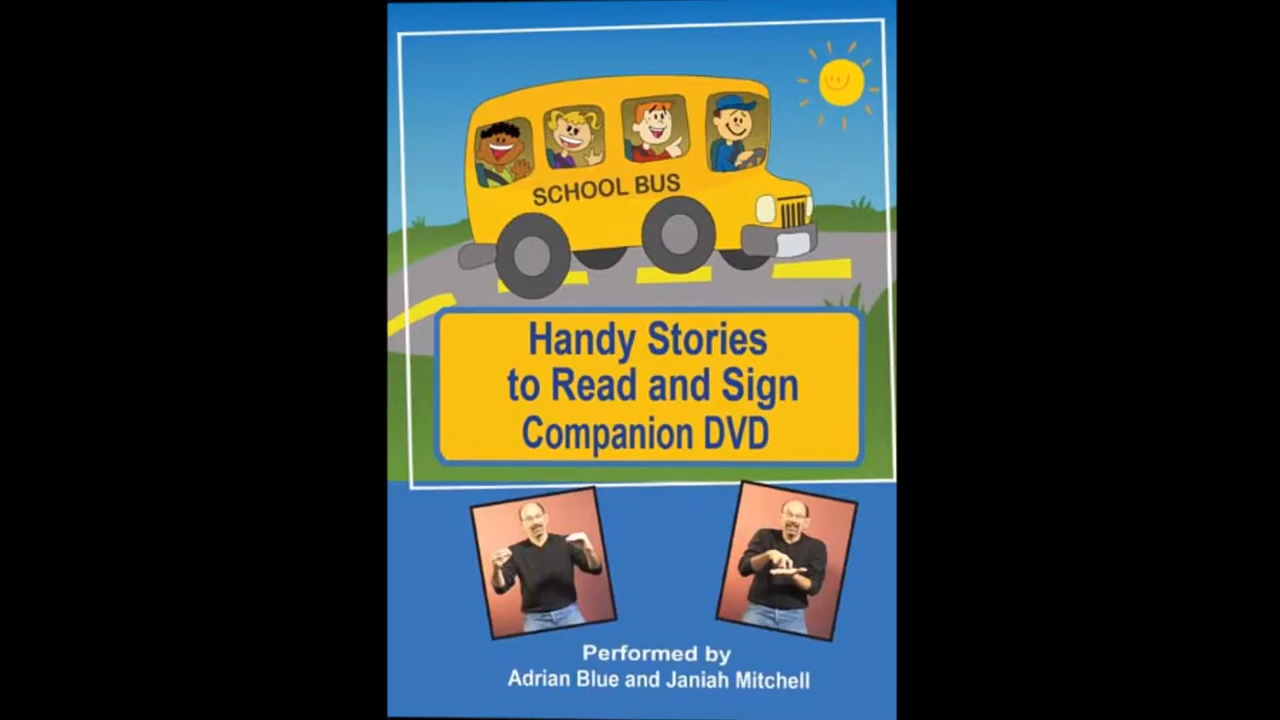 SCHOOL BUS
Handy Stories
to Read and Sign
Companion DVD
Performed by
Adrian Blue and Janiah Mitchell